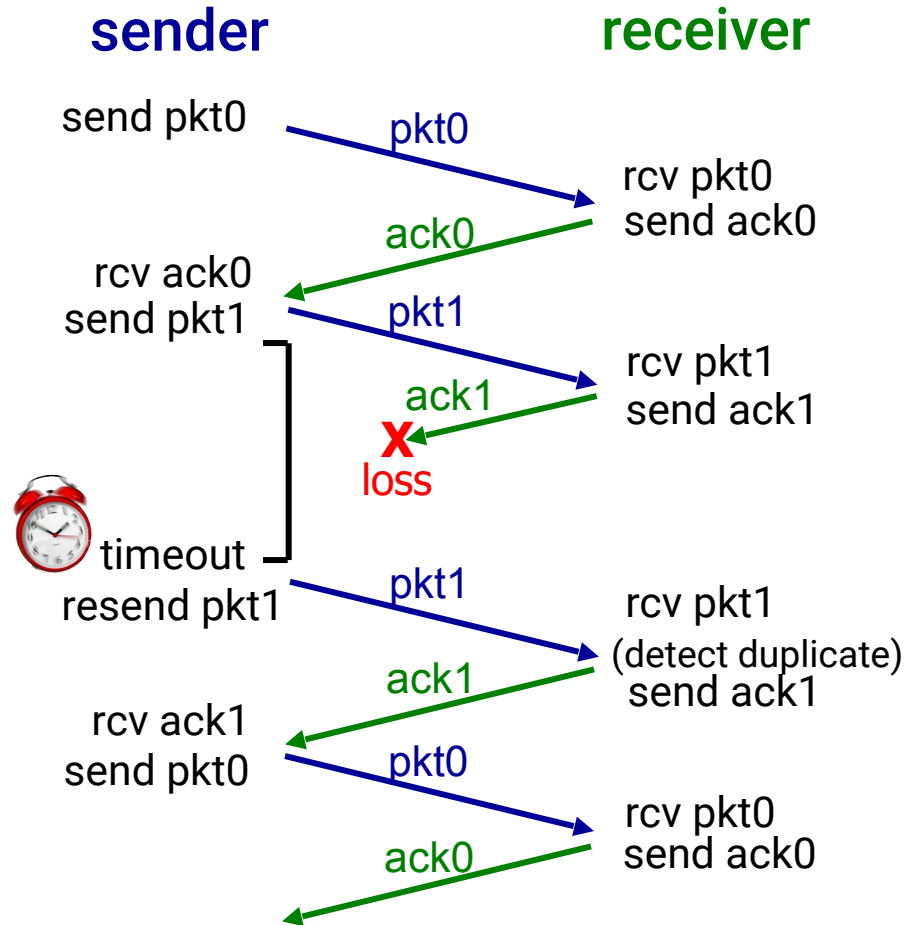 sender
receiver
send pkt0
pkt0
rcv pkt0
send ack0
ack0
rcv ack0
send pkt1
pkt1
rcv pkt1
send ack1
ack1
X
loss
timeout
resend pkt1
pkt1
rcv pkt1
(detect duplicate)
send ack1
ack1
rcv ack1
send pkt0
pkt0
rcv pkt0
send ack0
ack0